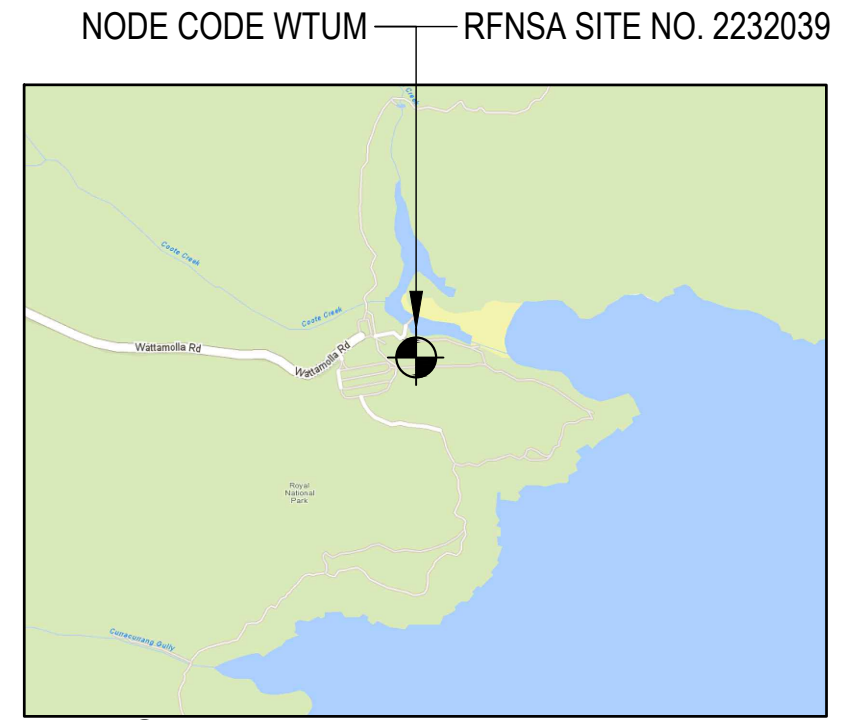 NODE CODE WTUM
RFNSA SITE NO. 2232039
Creek
Coote Creek
Coote Creek
Wattamolla Rd
Wattamolla Rd
Royal
National
Park
Curracurrang Gully